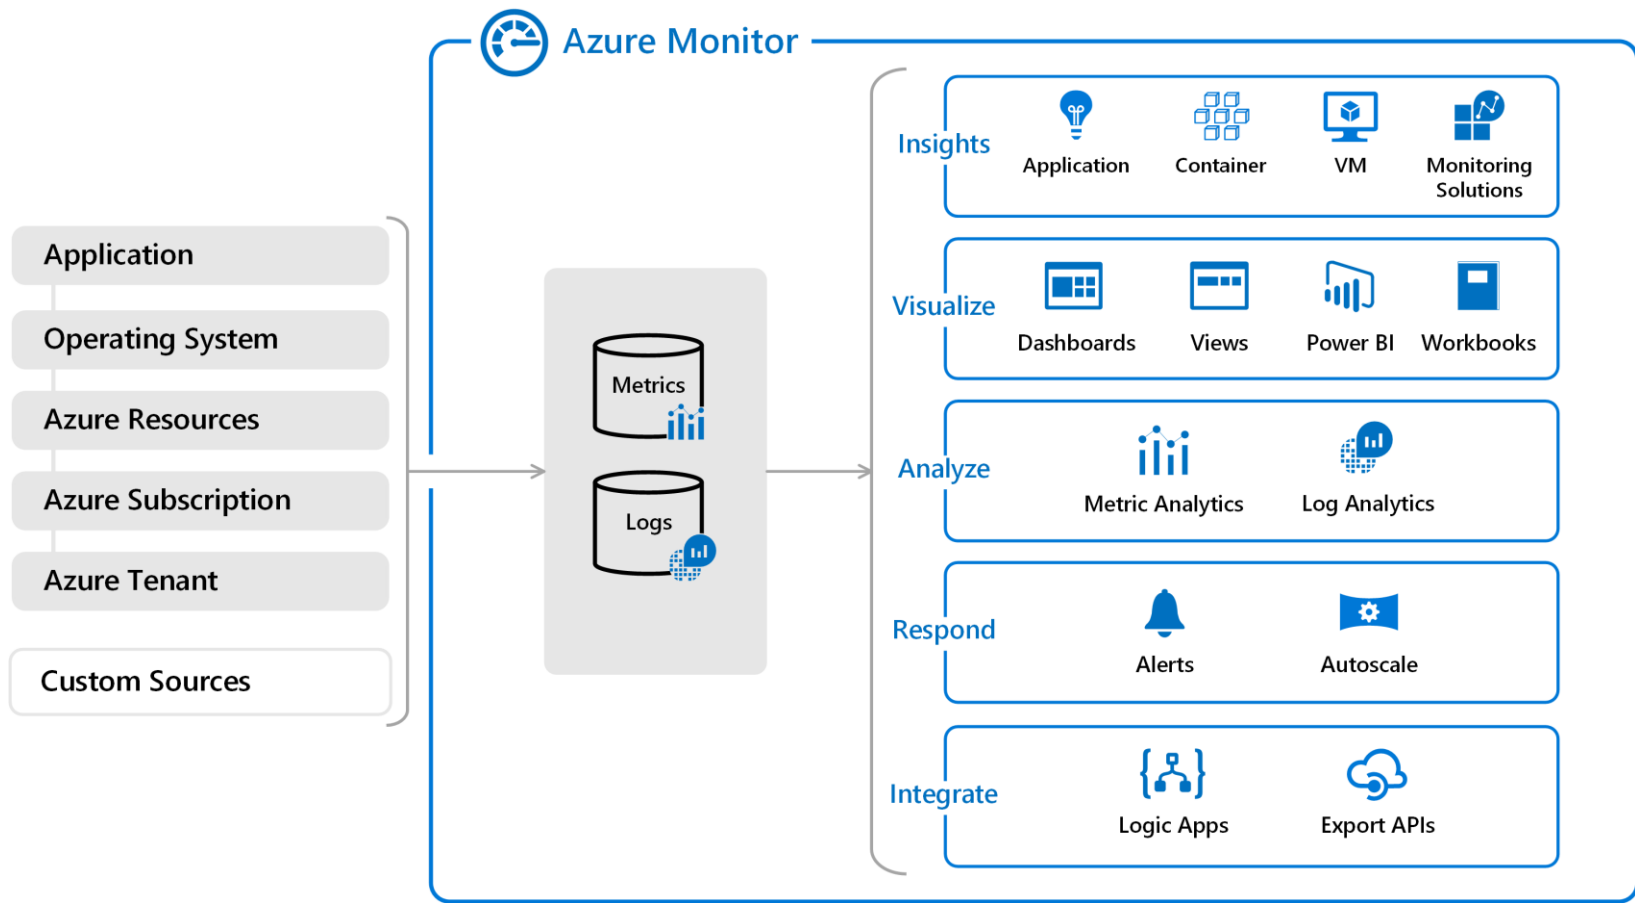 Azure Monitor
Application
Operating System
Azure Resources
Azure Subscription
Azure Tenant
Custom Sources
Metrics
Logs
Insights
Application
Container
VM
Monitoring
Solutions
Visualize
Dashboards
Views
Power BI
Workbooks
Analyze
Metric Analytics
Log Analytics
Respond
Alerts
Autoscale
Integrate
Logic Apps
Export APIs